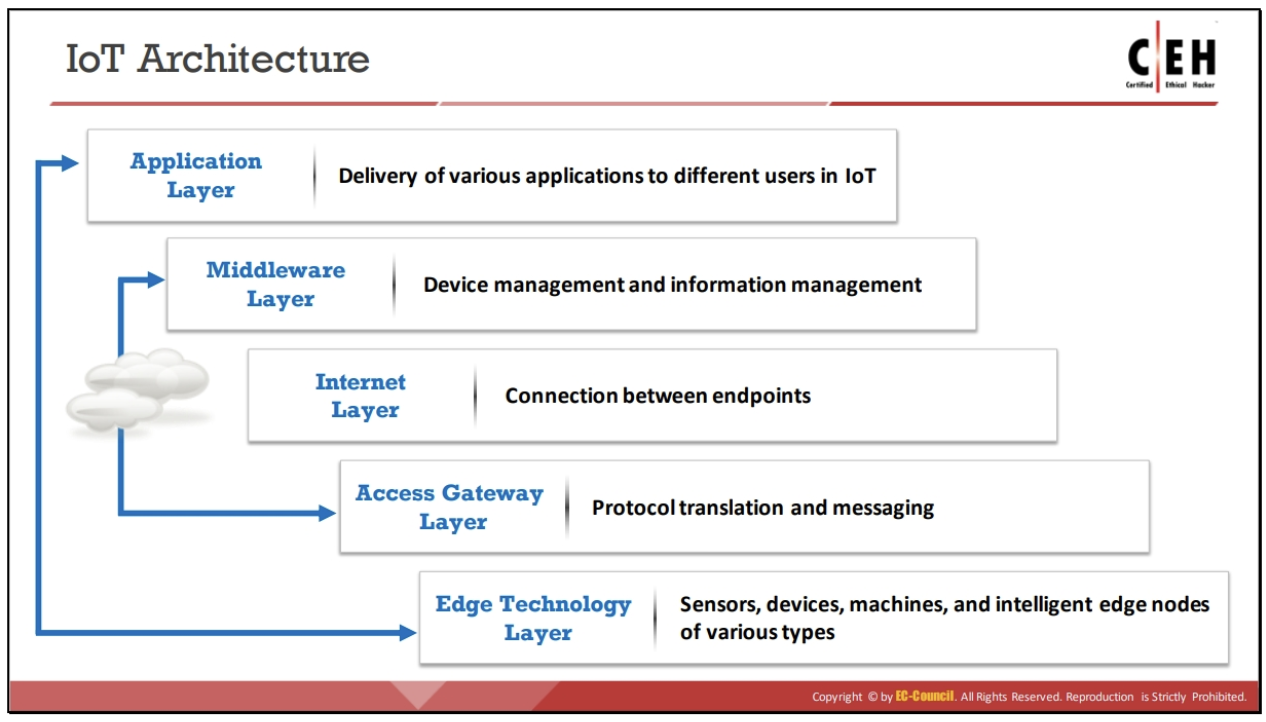 IoT Architecture
C EH
Certified Ethical Hacker
Application
Layer
Delivery of various applications to different users in IoT
Middleware
Layer
Device management and information management
Internet
Layer
Connection between endpoints
Access Gateway
Layer
Protocol translation and messaging
Edge Technology
Layer
Sensors, devices, machines, and intelligent edge nodes
of various types
Copyright © by EC-Council. All Rights Reserved. Reproduction is Strictly Prohibited.